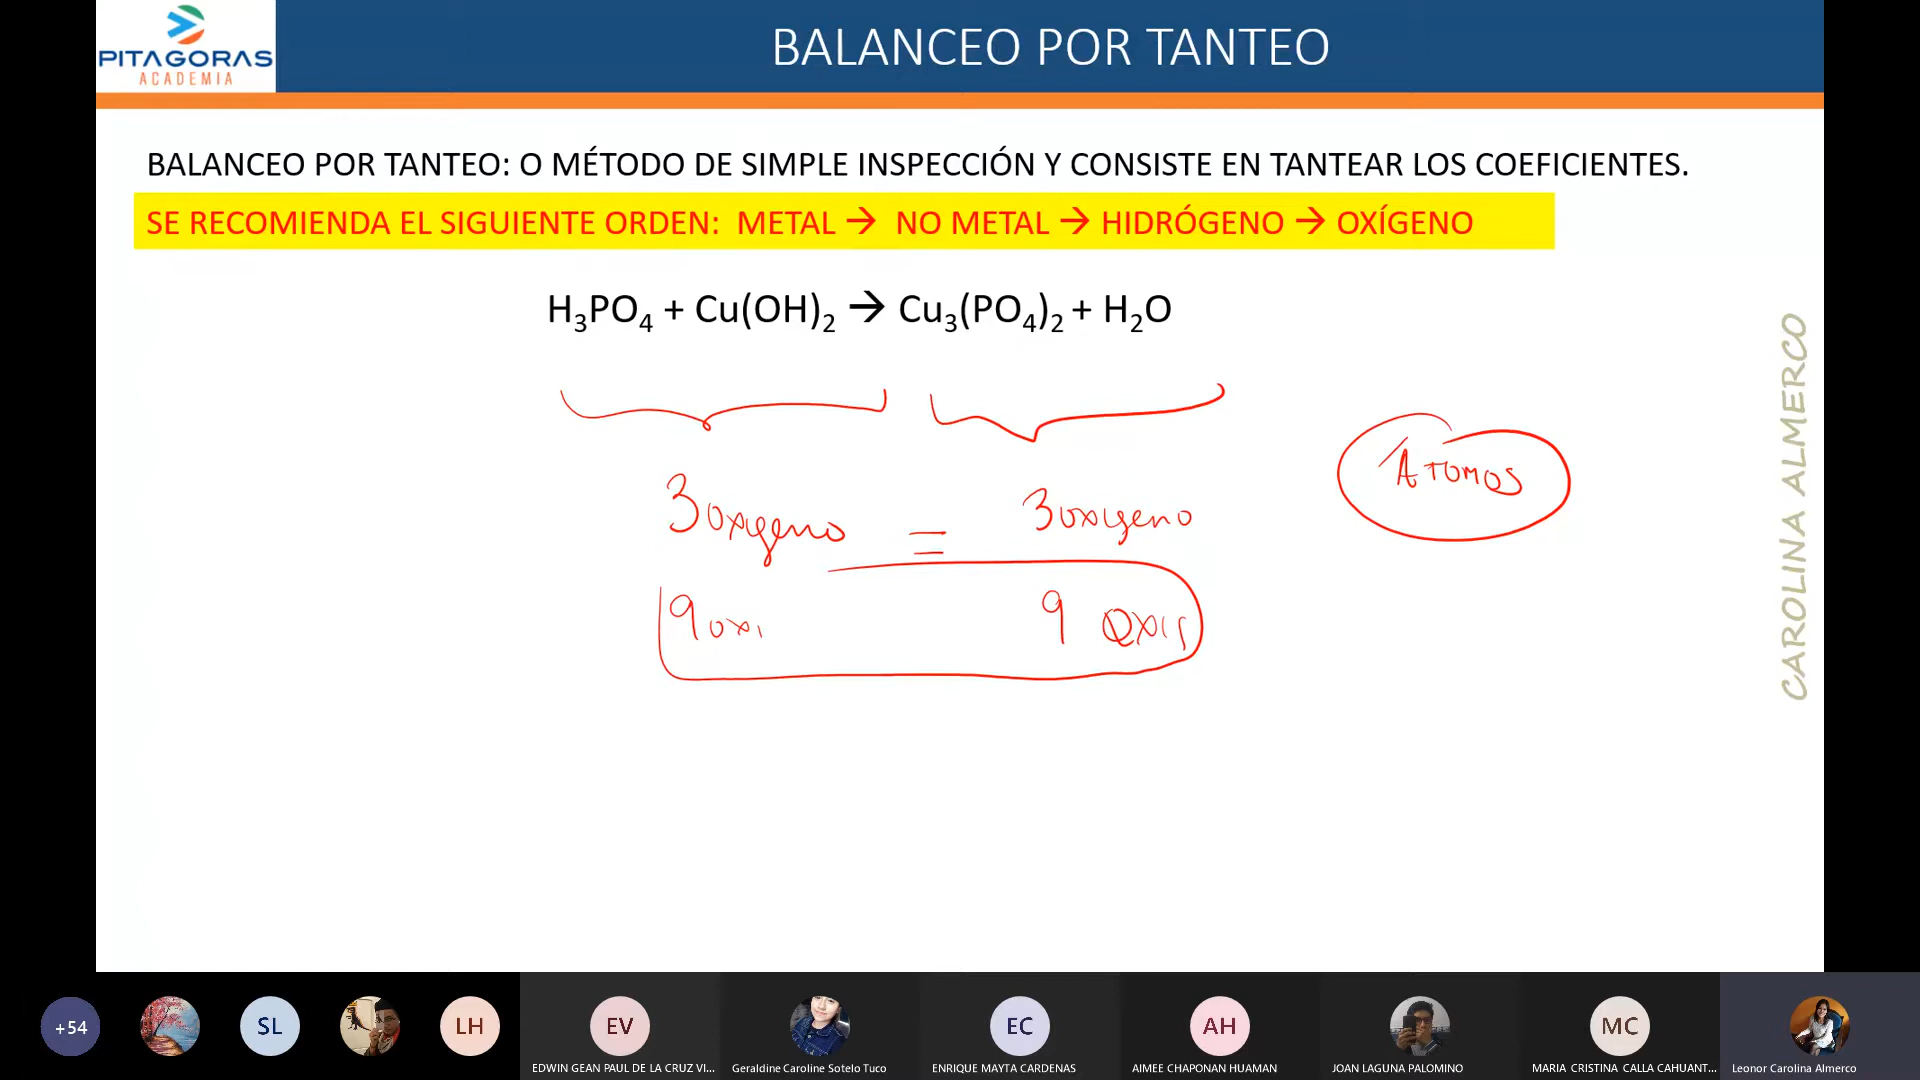 PITAGORAS
ACADEMIA
BALANCEO POR TANTEO
BALANCEO POR TANTEO: O MÉTODO DE SIMPLE INSPECCIÓN Y CONSISTE EN TANTEAR LOS COEFICIENTES.
SE RECOMIENDA EL SIGUIENTE ORDEN: METAL → NO METAL → HIDRÓGENO → OXÍGENO
H₃PO₄ + Cu(OH)₂ → Cu₃(PO₄)₂ + H₂O
ATOMOS
3 oxigeno = 3 oxigeno
9 oxi 9 oxis
CAROLINA ALMERCO
+54
SL
LH
EV
EC
AH
MC
EDWIN GEAN PAUL DE LA CRUZ VI...
Geraldine Caroline Sotelo Tuco
ENRIQUE MAYTA CARDENAS
AIMEE CHAPONAN HUAMAN
JOAN LAGUNA PALOMINO
MARIA CRISTINA CALLA CAHUANT...
Leonor Carolina Almerco